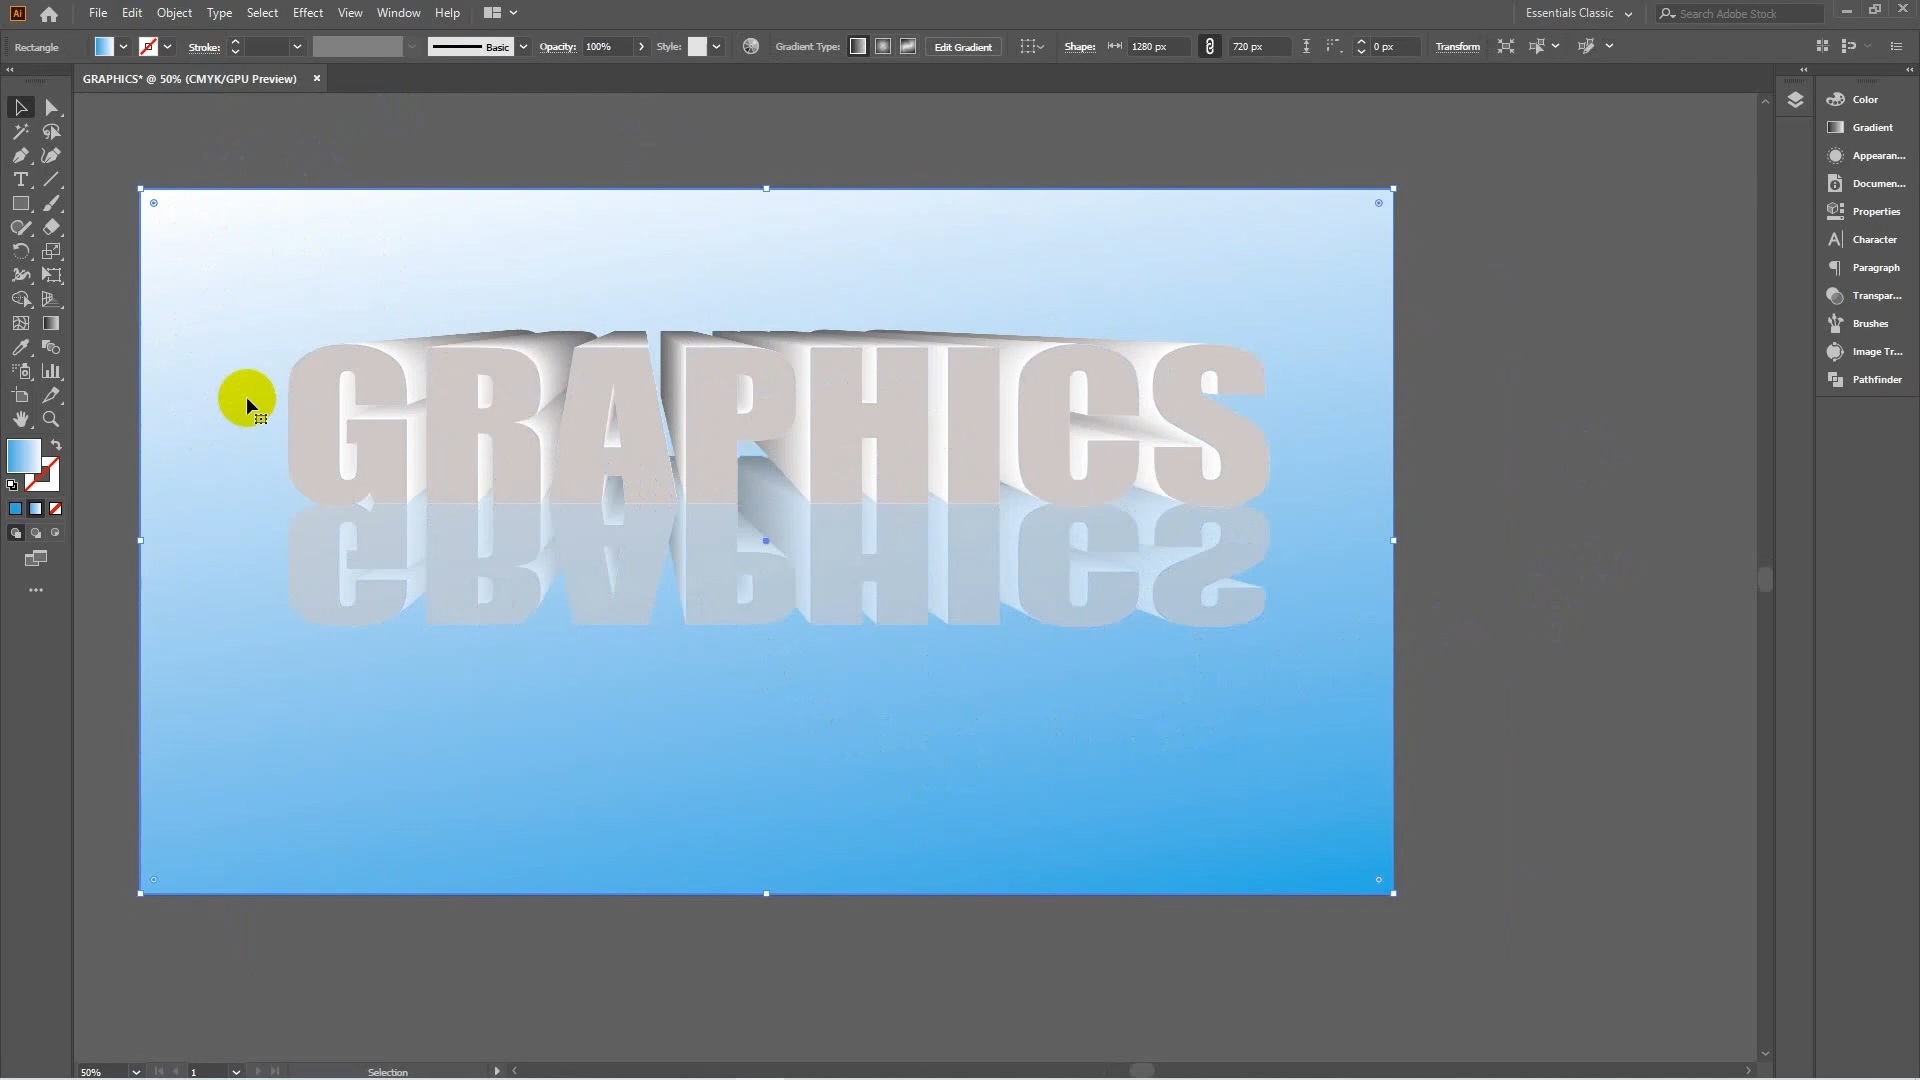 Ai File Edit Object Type Select Effect View Window Help Essentials Classic Search Adobe Stock
Rectangle Stroke: Basic Opacity: 100% Style: Gradient Type: Edit Gradient Shape: 1280 px 720 px 0 px Transform
GRAPHICS* @ 50% (CMYK/GPU Preview) ×
Color
Gradient
Appearan...
Documen...
Properties
Character
Paragraph
Transpar...
Brushes
Image Tr...
Pathfinder
GRAPHICS
50% 1 Selection